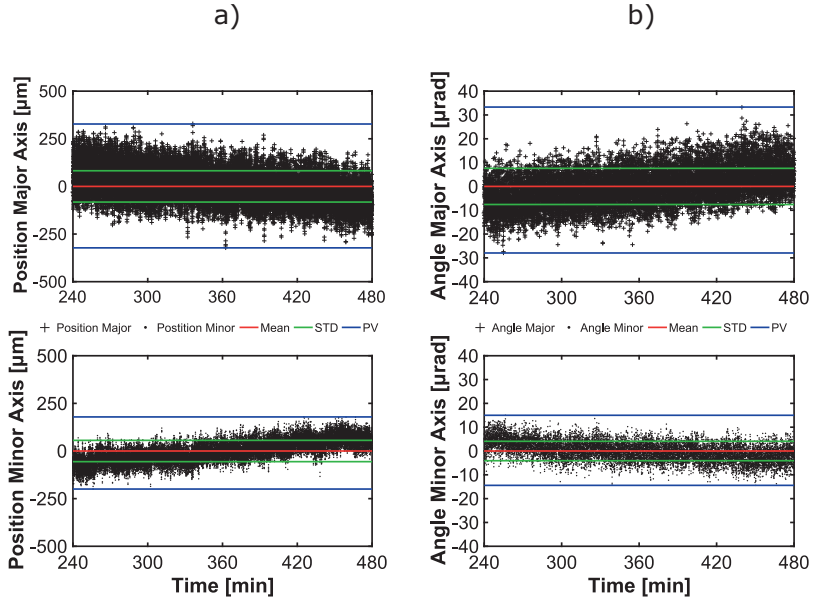 a)
b)
Position Major Axis [µm]
500
250
0
-250
-500
240 300 360 420 480
Angle Major Axis [µrad]
40
30
20
10
0
-10
-20
-30
-40
240 300 360 420 480
+ Position Major · Postition Minor Mean STD PV
+ Angle Major · Angle Minor Mean STD PV
Position Minor Axis [µm]
500
250
0
-250
-500
240 300 360 420 480
Time [min]
Angle Minor Axis [µrad]
40
30
20
10
0
-10
-20
-30
-40
240 300 360 420 480
Time [min]